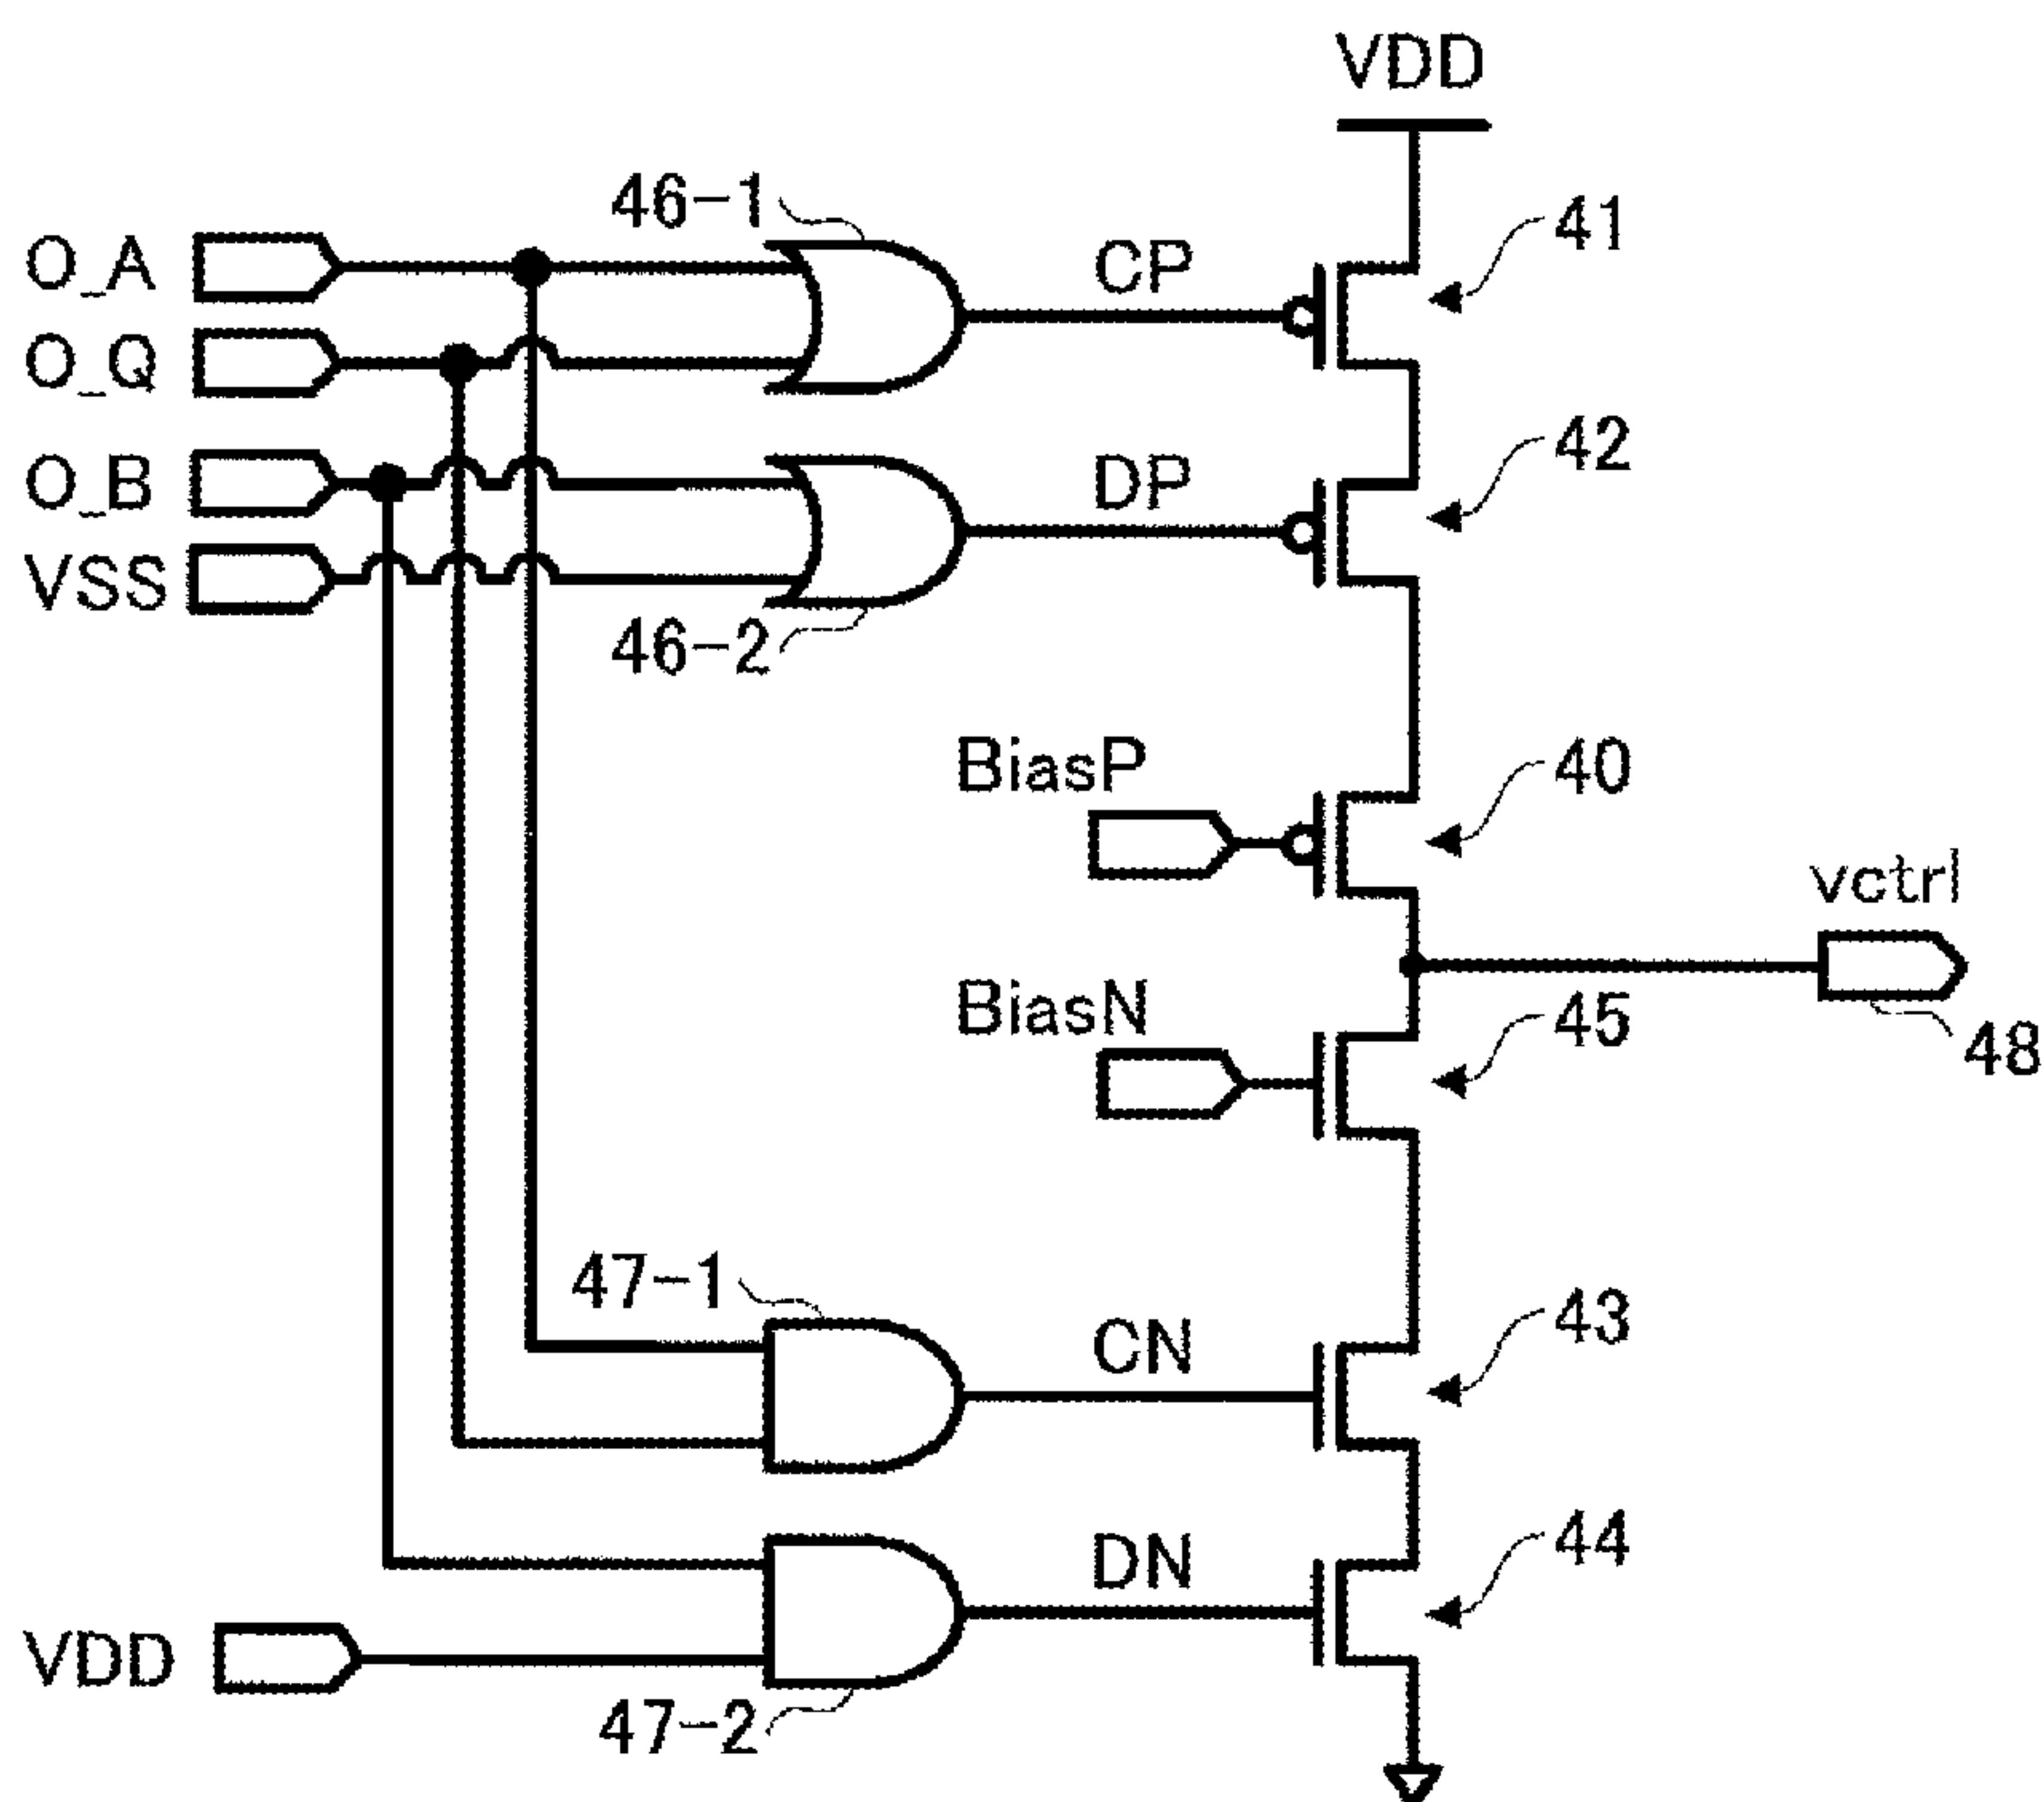 VDD
46-1
41
O_A
CP
O_Q
42
O_B
DP
VSS
46-2
BiasP
40
vctrl
BiasN
45
48
47-1
43
CN
44
DN
VDD
47-2